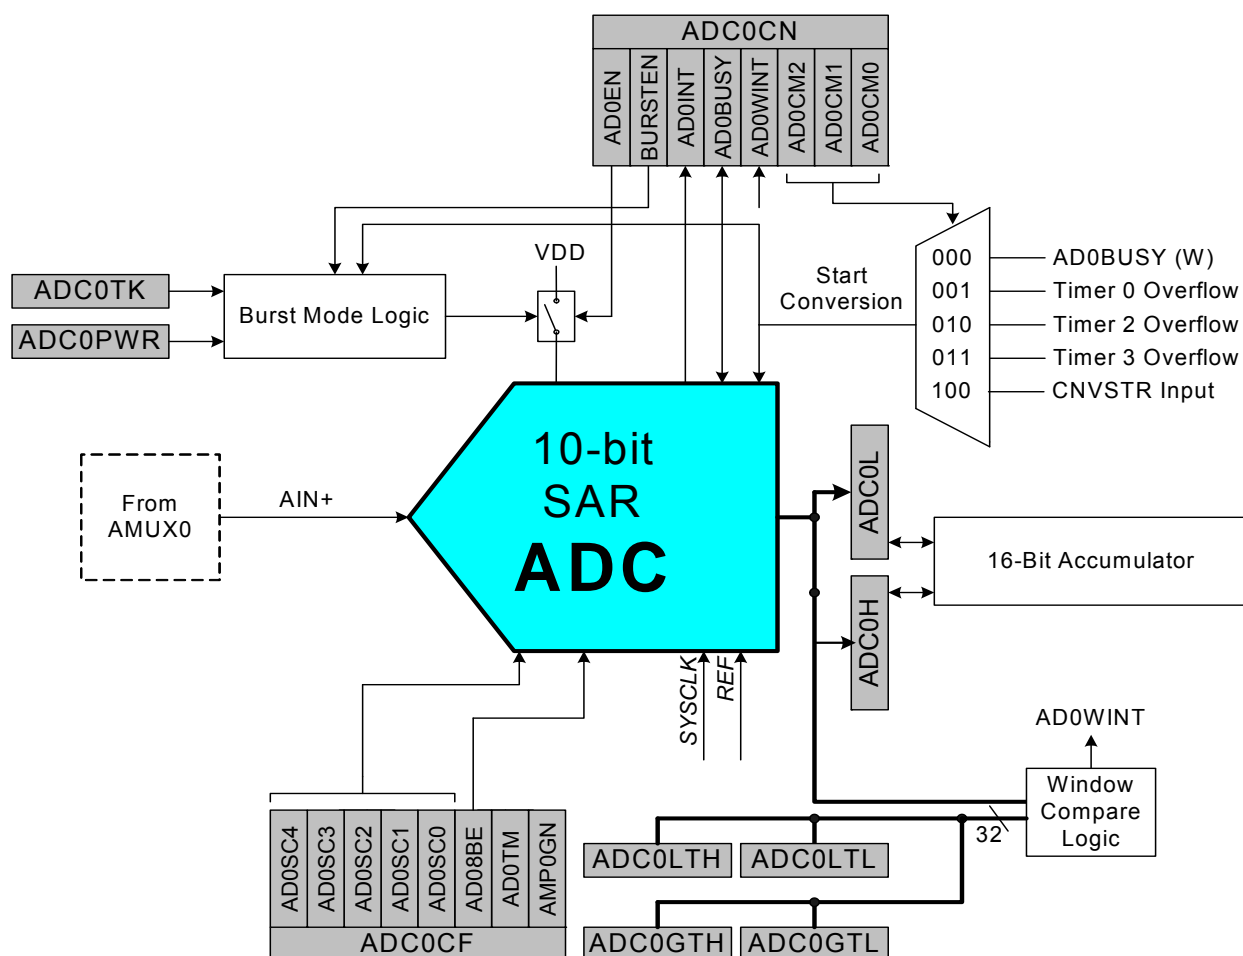 ADC0CN
AD0EN
BURSTEN
AD0INT
AD0BUSY
AD0WINT
AD0CM2
AD0CM1
AD0CM0
VDD
Start
Conversion
000
AD0BUSY (W)
001
Timer 0 Overflow
010
Timer 2 Overflow
011
Timer 3 Overflow
100
CNVSTR Input
ADC0TK
ADC0PWR
Burst Mode Logic
From
AMUX0
AIN+
10-bit
SAR
ADC
ADC0L
ADC0H
16-Bit Accumulator
SYSCLK
REF
AD0WINT
Window
Compare
Logic
32
AD0SC4
AD0SC3
AD0SC2
AD0SC1
AD0SC0
AD08BE
AD0TM
AMP0GN
ADC0CF
ADC0LTH
ADC0LTL
ADC0GTH
ADC0GTL